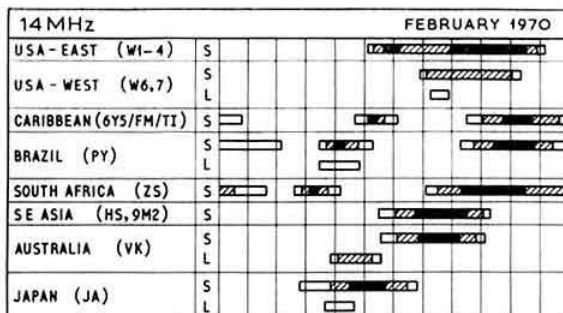 14MHz FEBRUARY 1970
USA-EAST (W1-4) S
USA-WEST (W6,7) S
L
CARIBBEAN (6Y5/FM/TI) S
BRAZIL (PY) S
L
SOUTH AFRICA (ZS) S
SE ASIA (HS,9M2) S
AUSTRALIA (VK) S
L
JAPAN (JA) S
L